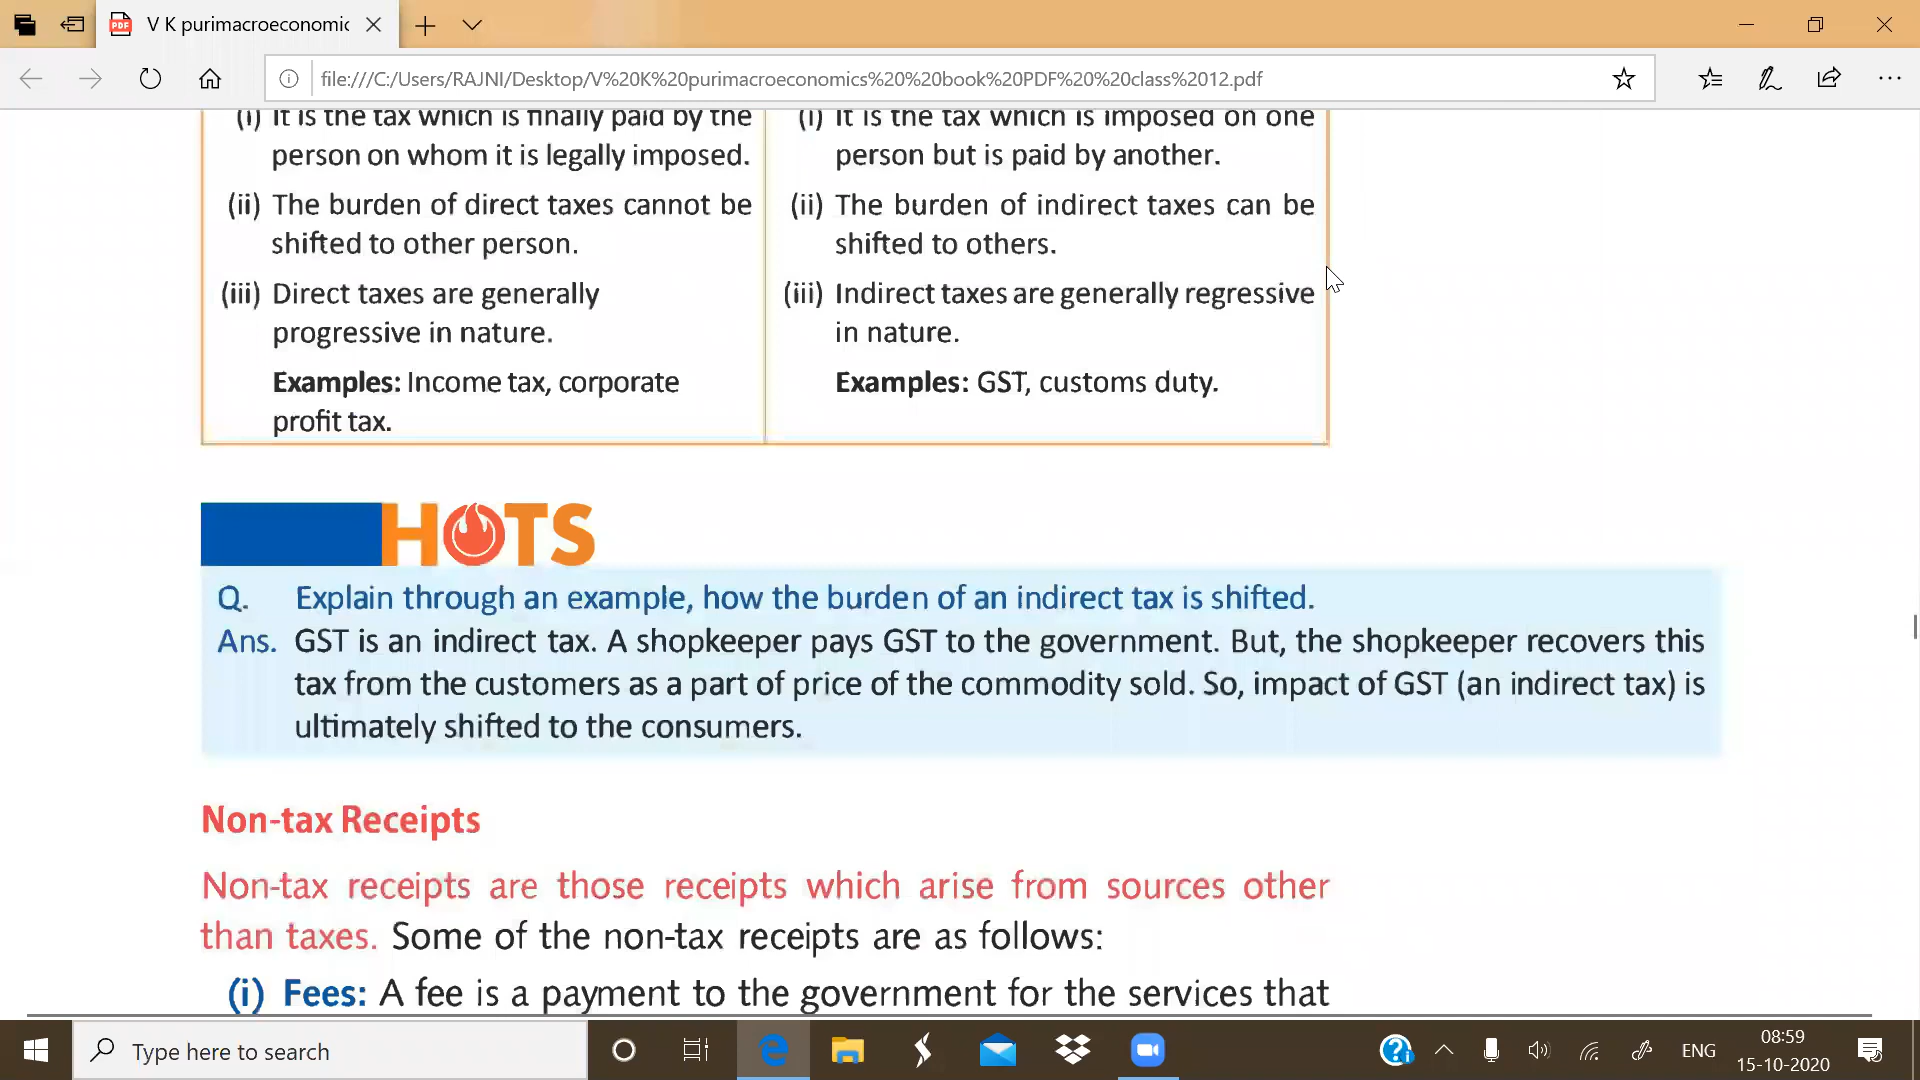 V K purimacroeconomic
file:///C:/Users/RAJNI/Desktop/V%20K%20purimacroeconomics%20%20book%20PDF%20%20class%2012.pdf
(i) It is the tax which is finally paid by the
person on whom it is legally imposed.
(ii) The burden of direct taxes cannot be
shifted to other person.
(iii) Direct taxes are generally
progressive in nature.
Examples: Income tax, corporate
profit tax.
(i) It is the tax which is imposed on one
person but is paid by another.
(ii) The burden of indirect taxes can be
shifted to others.
(iii) Indirect taxes are generally regressive
in nature.
Examples: GST, customs duty.
HOTS
Q. Explain through an example, how the burden of an indirect tax is shifted.
Ans. GST is an indirect tax. A shopkeeper pays GST to the government. But, the shopkeeper recovers this
tax from the customers as a part of price of the commodity sold. So, impact of GST (an indirect tax) is
ultimately shifted to the consumers.
Non-tax Receipts
Non-tax receipts are those receipts which arise from sources other
than taxes. Some of the non-tax receipts are as follows:
(i) Fees: A fee is a payment to the government for the services that
Type here to search
ENG
08:59
15-10-2020